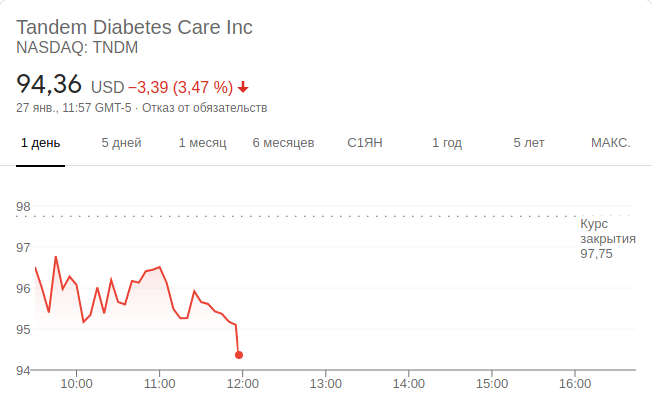 Tandem Diabetes Care Inc
NASDAQ: TNDM
94,36 USD −3,39 (3,47 %)
27 янв., 11:57 GMT-5 · Отказ от обязательств
1 день 5 дней 1 месяц 6 месяцев С1ЯН 1 год 5 лет МАКС.
98
Курс
закрытия
97,75
97
96
95
94
10:00 11:00 12:00 13:00 14:00 15:00 16:00